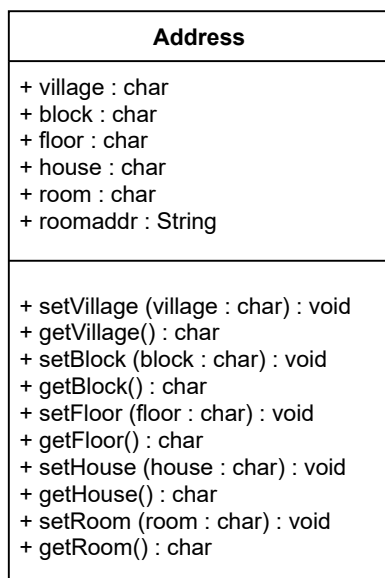 Address
+ village : char
+ block : char
+ floor : char
+ house : char
+ room : char
+ roomaddr : String
+ setVillage (village : char) : void
+ getVillage() : char
+ setBlock (block : char) : void
+ getBlock() : char
+ setFloor (floor : char) : void
+ getFloor() : char
+ setHouse (house : char) : void
+ getHouse() : char
+ setRoom (room : char) : void
+ getRoom() : char